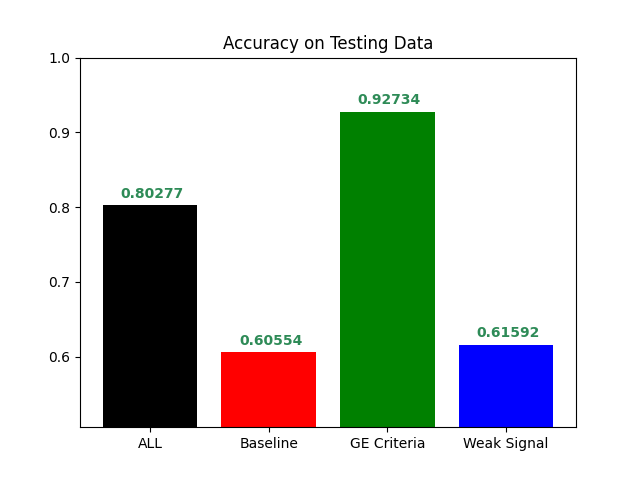 Accuracy on Testing Data
1.0
0.9
0.8
0.7
0.6
0.80277
0.60554
0.92734
0.61592
ALL
Baseline
GE Criteria
Weak Signal